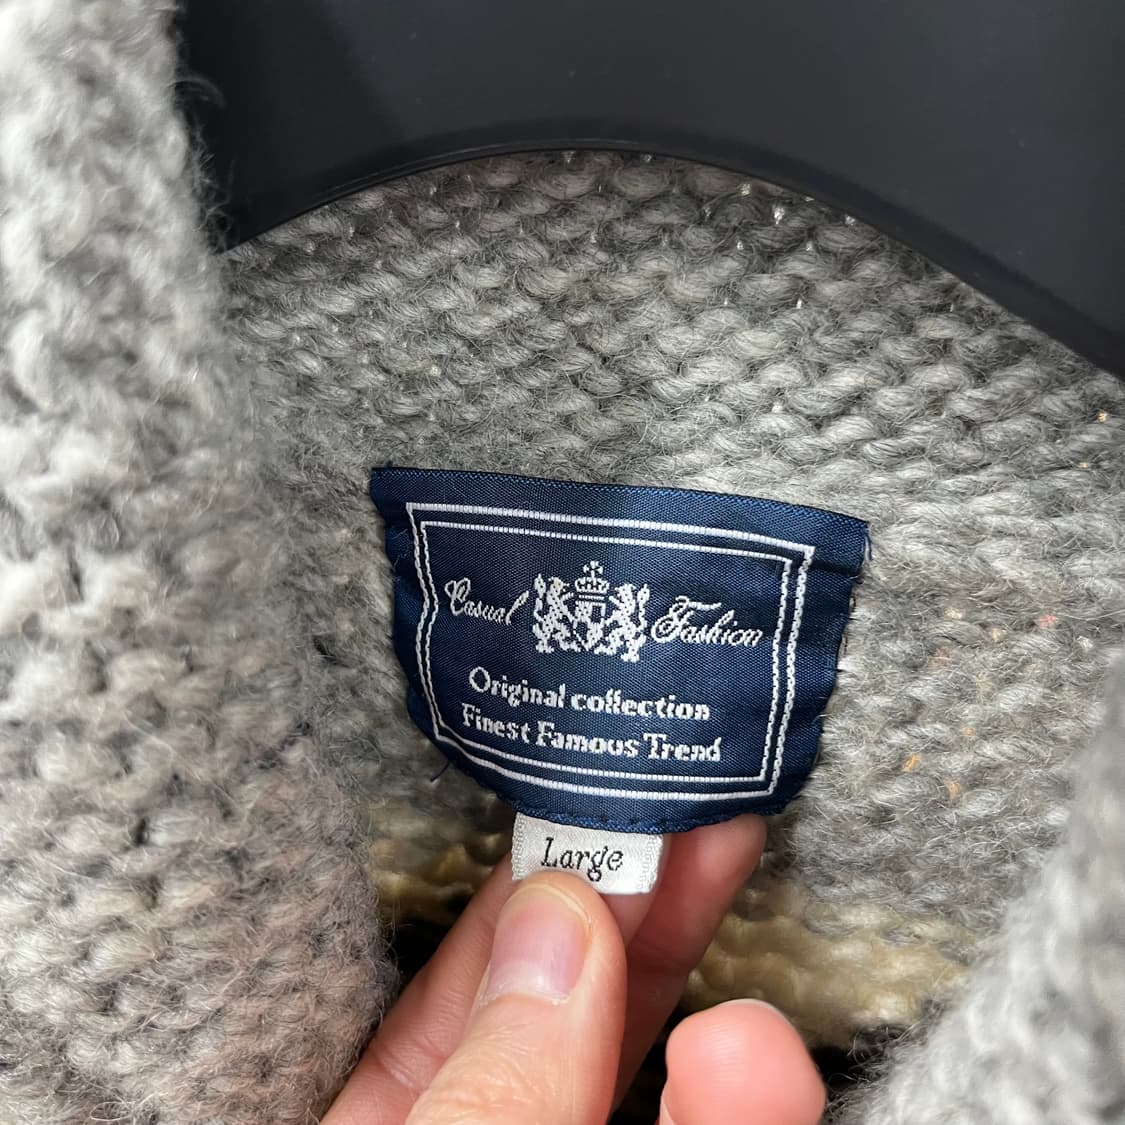 Casual Fashion
Original collection
Finest Famous Trend
Large